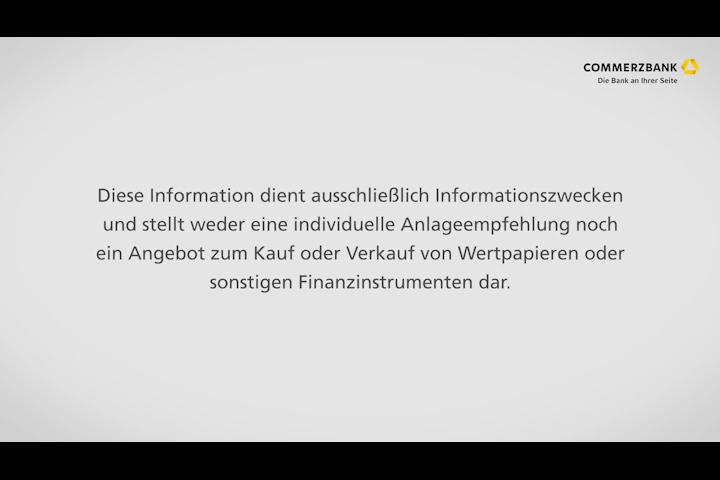 COMMERZBANK
Die Bank an Ihrer Seite
Diese Information dient ausschließlich Informationszwecken
und stellt weder eine individuelle Anlageempfehlung noch
ein Angebot zum Kauf oder Verkauf von Wertpapieren oder
sonstigen Finanzinstrumenten dar.